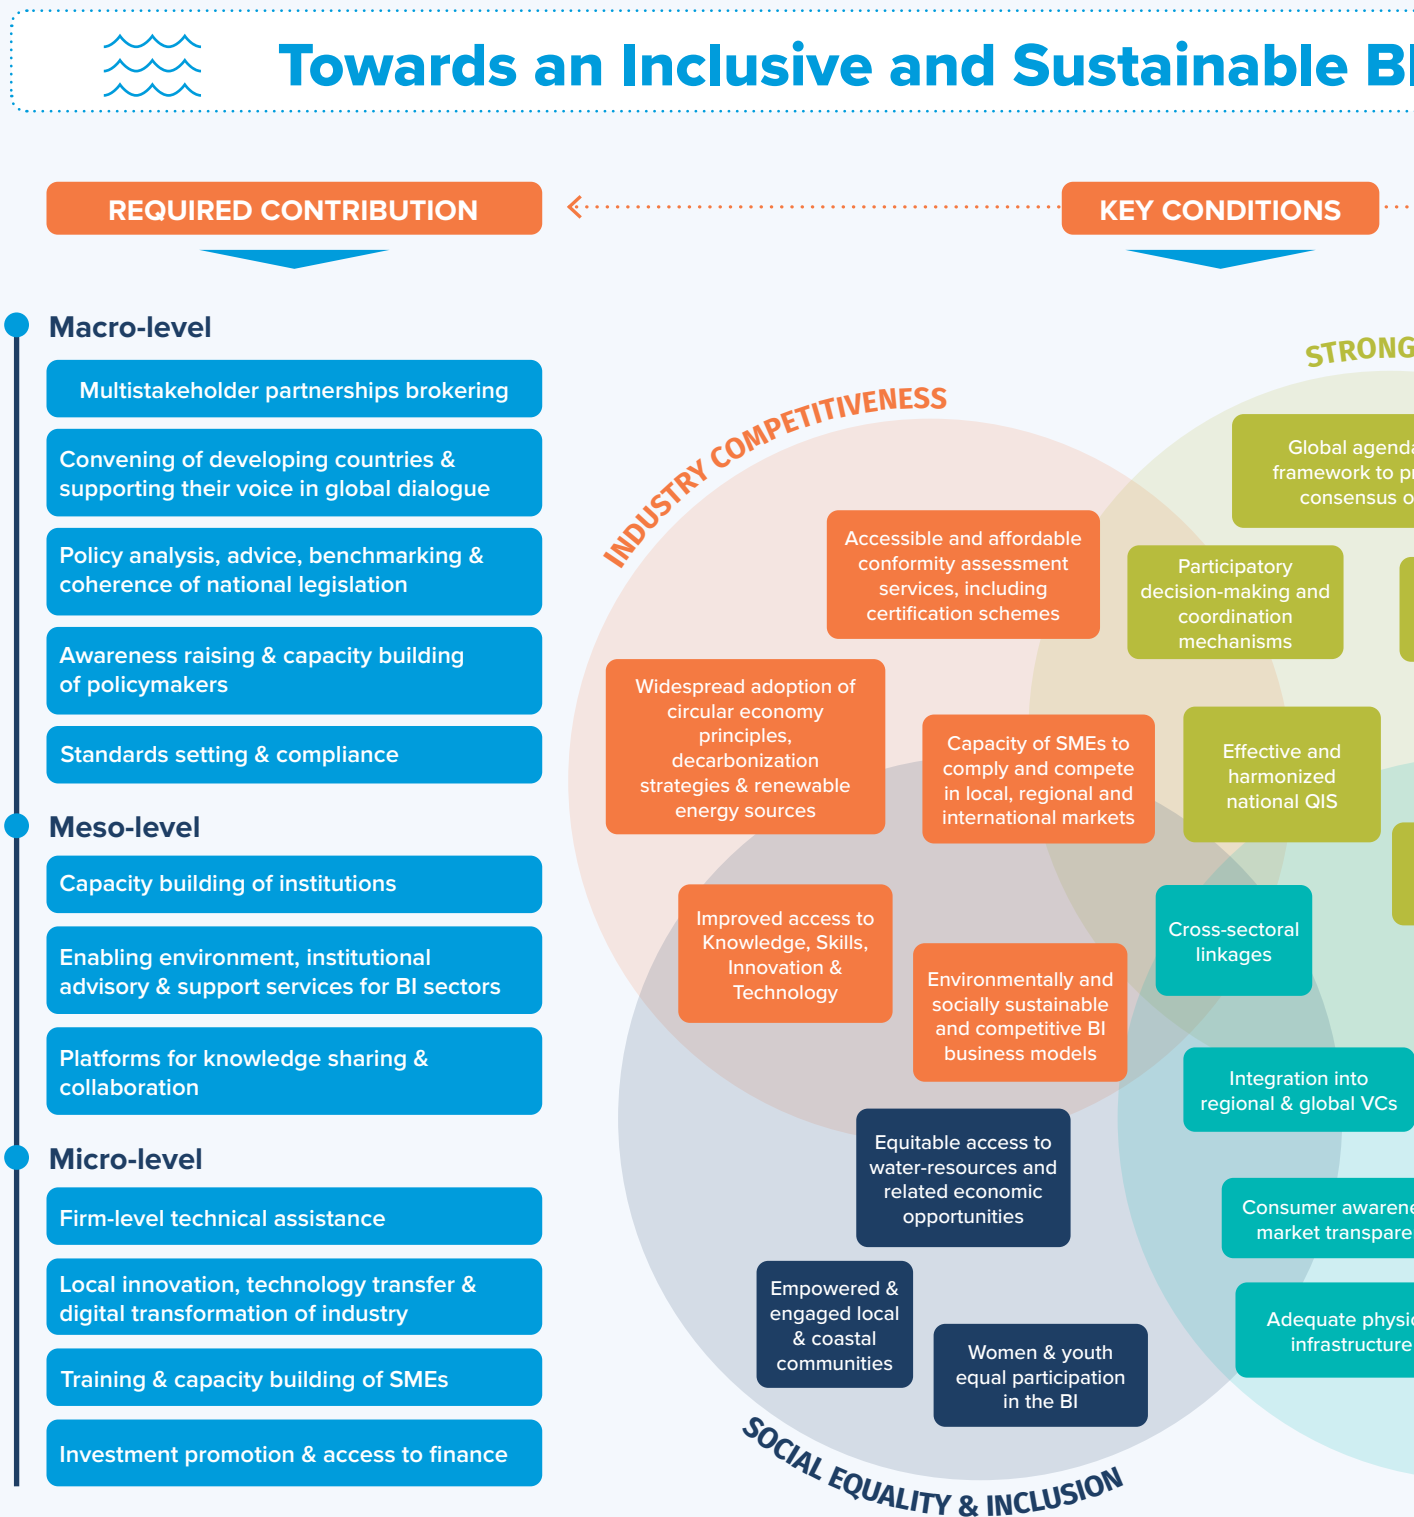 Towards an Inclusive and Sustainable
REQUIRED CONTRIBUTION
KEY CONDITIONS
Macro-level
Multistakeholder partnerships brokering
Convening of developing countries &
supporting their voice in global dialogue
Policy analysis, advice, benchmarking &
coherence of national legislation
Awareness raising & capacity building
of policymakers
Standards setting & compliance
Meso-level
Capacity building of institutions
Enabling environment, institutional
advisory & support services for BI sectors
Platforms for knowledge sharing &
collaboration
Micro-level
Firm-level technical assistance
Local innovation, technology transfer &
digital transformation of industry
Training & capacity building of SMEs
Investment promotion & access to finance
INDUSTRY COMPETITIVENESS
Accessible and affordable
conformity assessment
services, including
certification schemes
Widespread adoption of
circular economy
principles,
decarbonization
strategies & renewable
energy sources
Capacity of SMEs to
comply and compete
in local, regional and
international markets
Improved access to
Knowledge, Skills,
Innovation &
Technology
Environmentally and
socially sustainable
and competitive BI
business models
STRONG
Global
framework to
consensus
Participatory
decision-making and
coordination
mechanisms
Effective and
harmonized
national QIS
Cross-sectoral
linkages
Integration into
regional & global VCs
Consumer
market
Adequate
infrastructure
Equitable access to
water-resources and
related economic
opportunities
Empowered &
engaged local
& coastal
communities
Women & youth
equal participation
in the BI
SOCIAL EQUALITY & INCLUSION